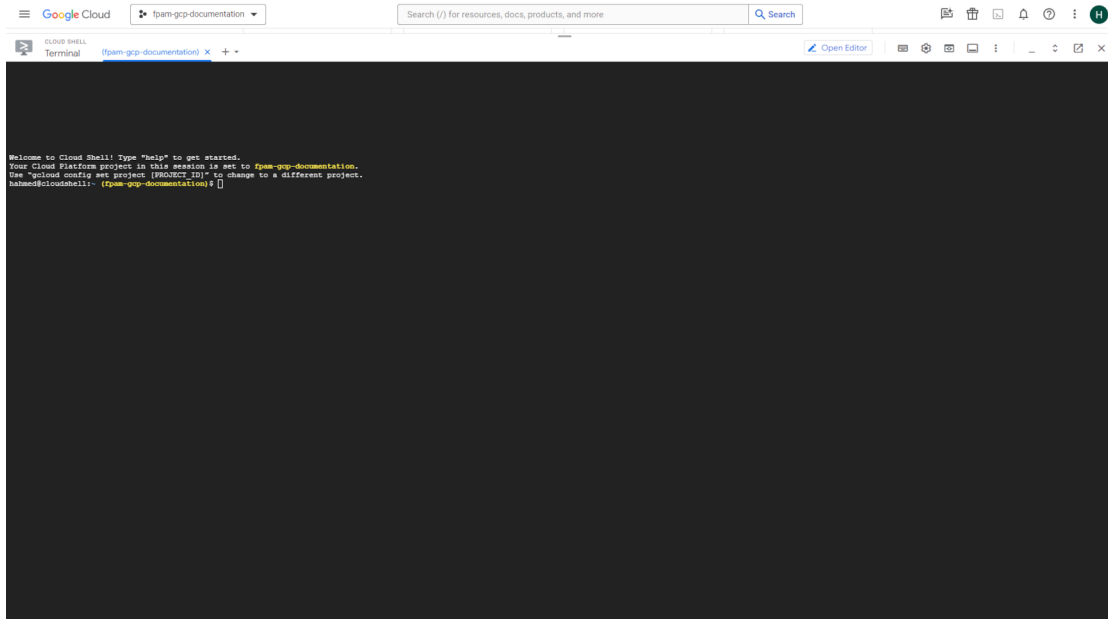 Google Cloud
fpam-gcp-documentation
Search (/) for resources, docs, products, and more
Search
H
CLOUD SHELL
Terminal
(fpam-gcp-documentation)
Open Editor
Welcome to Cloud Shell! Type "help" to get started.
Your Cloud Platform project in this session is set to fpam-gcp-documentation.
Use "gcloud config set project [PROJECT_ID]" to change to a different project.
hahmed@cloudshell:~ (fpam-gcp-documentation)$